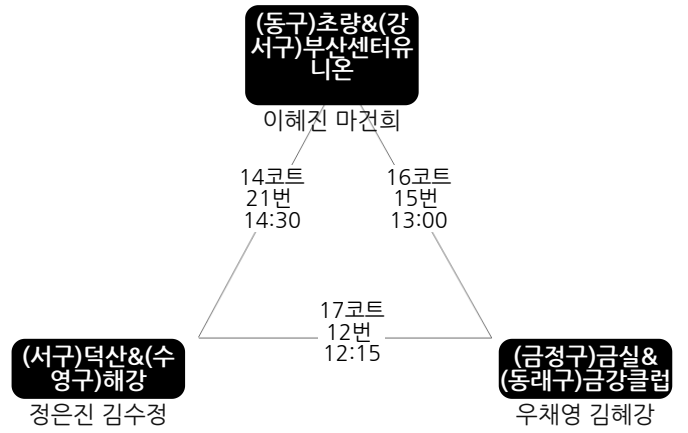 (동구)초량&(강
서구)부산센터유
니온
이혜진 마건희
14코트
21번
14:30
16코트
15번
13:00
17코트
12번
12:15
(서구)덕산&(수
영구)해강
정은진 김수정
(금정구)금실&
(동래구)금강클럽
우채영 김혜강